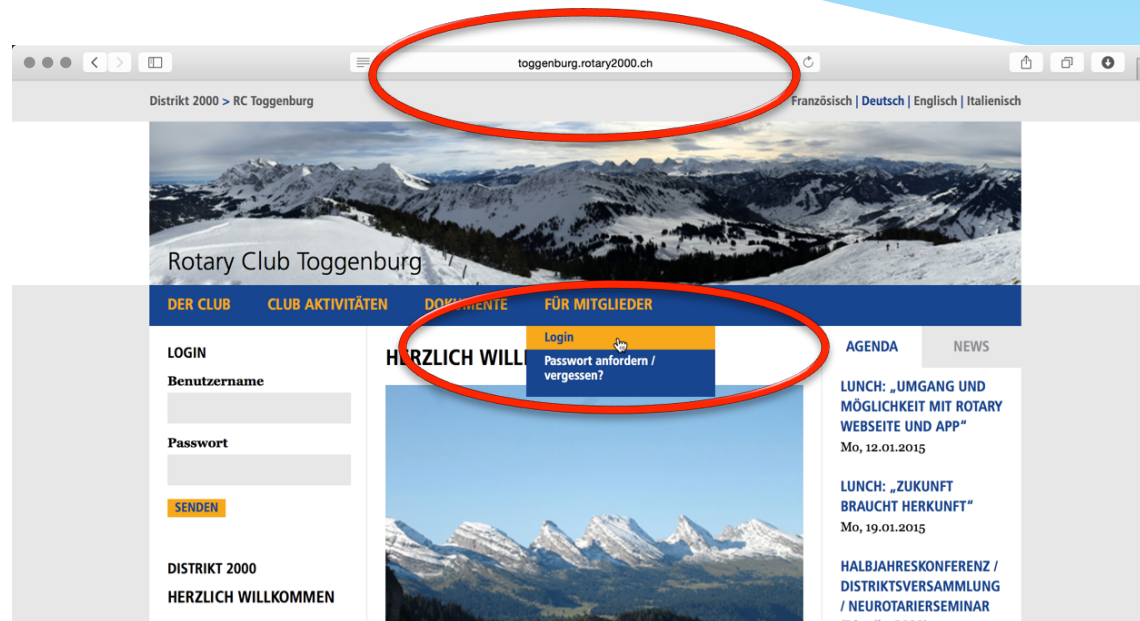 toggenburg.rotary2000.ch
Distrikt 2000 > RC Toggenburg
Französisch | Deutsch | Englisch | Italienisch
Rotary Club Toggenburg
DER CLUB CLUB AKTIVITÄTEN DOKUMENTE FÜR MITGLIEDER
Login
Passwort anfordern /
vergessen?
LOGIN
Benutzername
Passwort
SENDEN
DISTRIKT 2000
HERZLICH WILLKOMMEN
HERZLICH WILL
AGENDA NEWS
LUNCH: „UMGANG UND
MÖGLICHKEIT MIT ROTARY
WEBSEITE UND APP“
Mo, 12.01.2015
LUNCH: „ZUKUNFT
BRAUCHT HERKUNFT“
Mo, 19.01.2015
HALBJAHRESKONFERENZ /
DISTRIKTSVERSAMMLUNG
/ NEUROTARIERSEMINAR